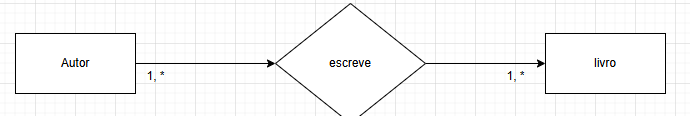 Autor
escreve
livro
1, *
1, *